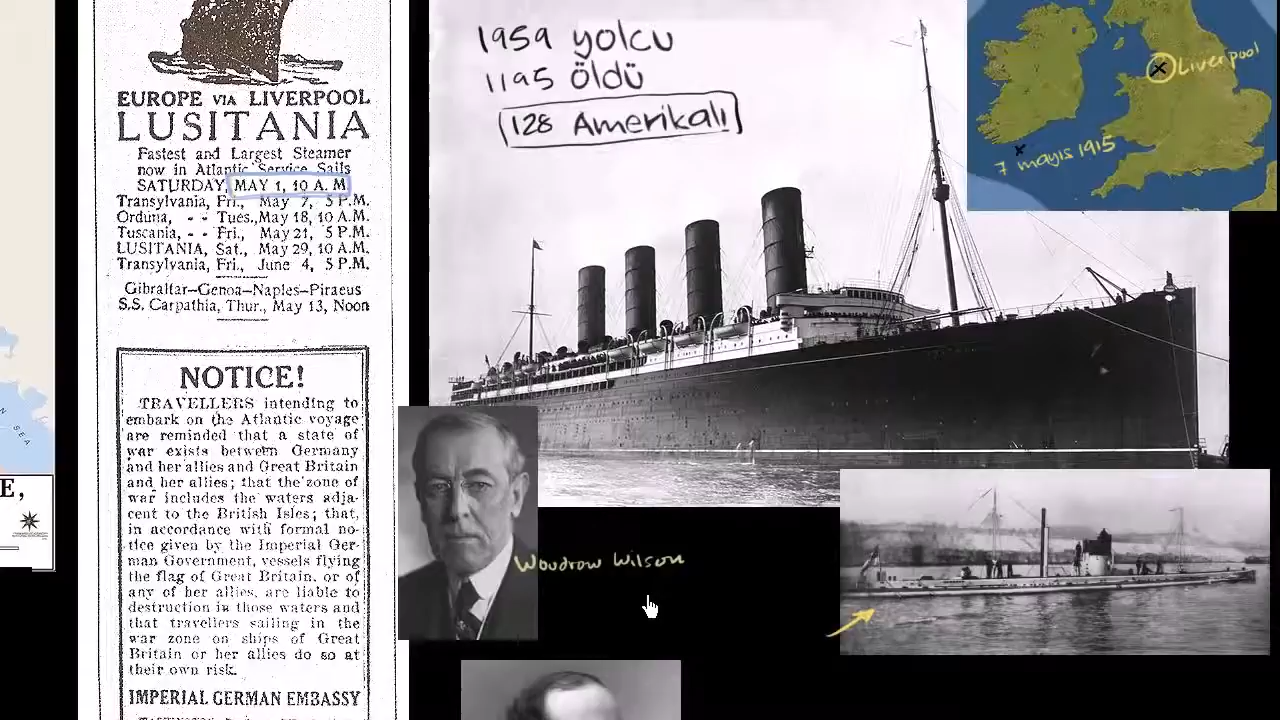 EUROPE VIA LIVERPOOL
LUSITANIA
Fastest and Largest Steamer
now in Atlantic Service Sails
SATURDAY, MAY 1, 10 A. M.
Transylvania, Fri., May 7, 5 P.M.
Orduna, - - Tues., May 18, 10 A.M.
Tuscania, - - Fri., May 21, 5 P.M.
LUSITANIA, Sat., May 29, 10 A.M.
Transylvania, Fri., June 4, 5 P.M.
Gibraltar-Genoa-Naples-Piraeus
S.S. Carpathia, Thur., May 13, Noon
NOTICE!
TRAVELLERS intending to
embark on the Atlantic voyage
are reminded that a state of
war exists between Germany
and her allies and Great Britain
and her allies; that the zone of
war includes the waters adja-
cent to the British Isles; that,
in accordance with formal no-
tice given by the Imperial Ger-
man Government, vessels flying
the flag of Great Britain, or of
any of her allies, are liable to
destruction in those waters and
that travellers sailing in the
war zone on ships of Great
Britain or her allies do so at
their own risk.
IMPERIAL GERMAN EMBASSY
1959 yolcu
1195 öldü
128 Amerikalı
Liverpool
7 mayıs 1915
Woodrow Wilson
N SEA
E,